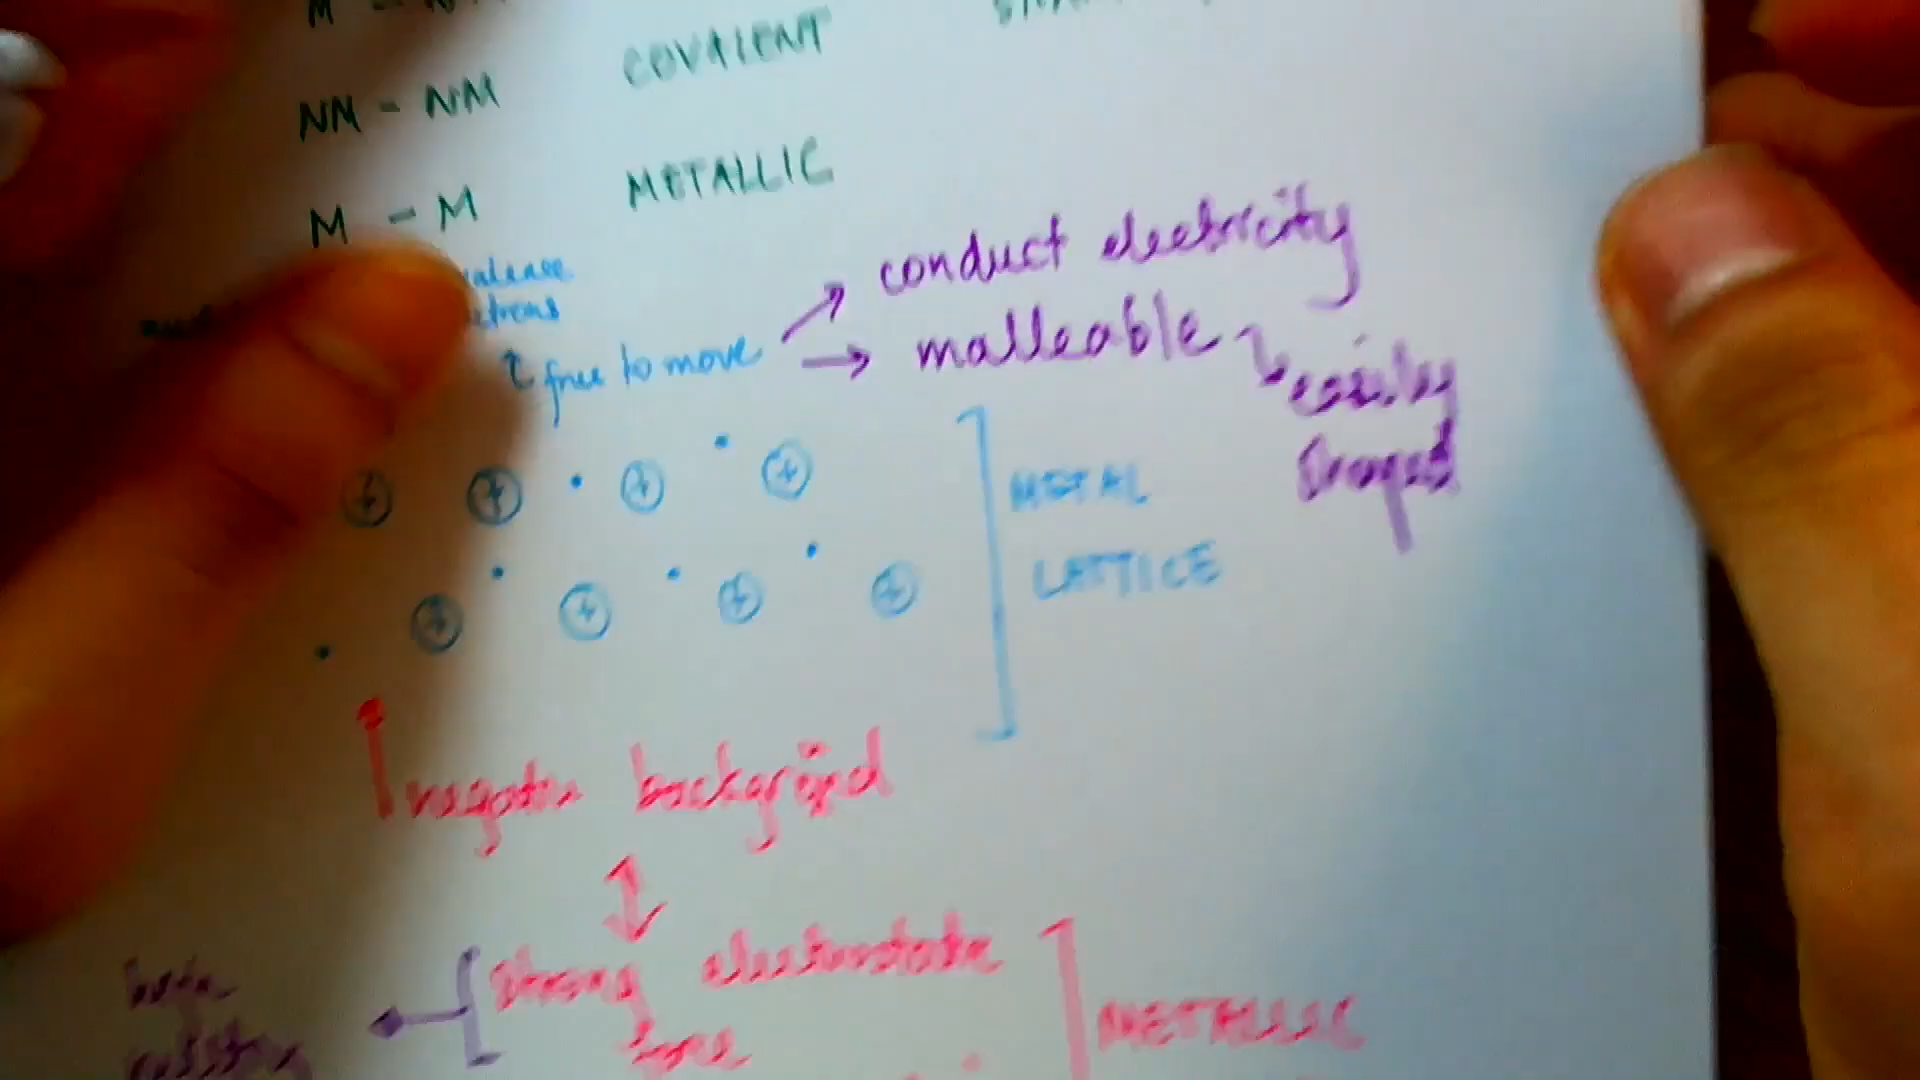 M -
COVALENT
NM - NM
METALLIC
M - M
conduct electricity
free to move
malleable
easily
shaped
+ + + +
METAL
LATTICE
+ + + +
background
strong electrostatic
force
METALLIC